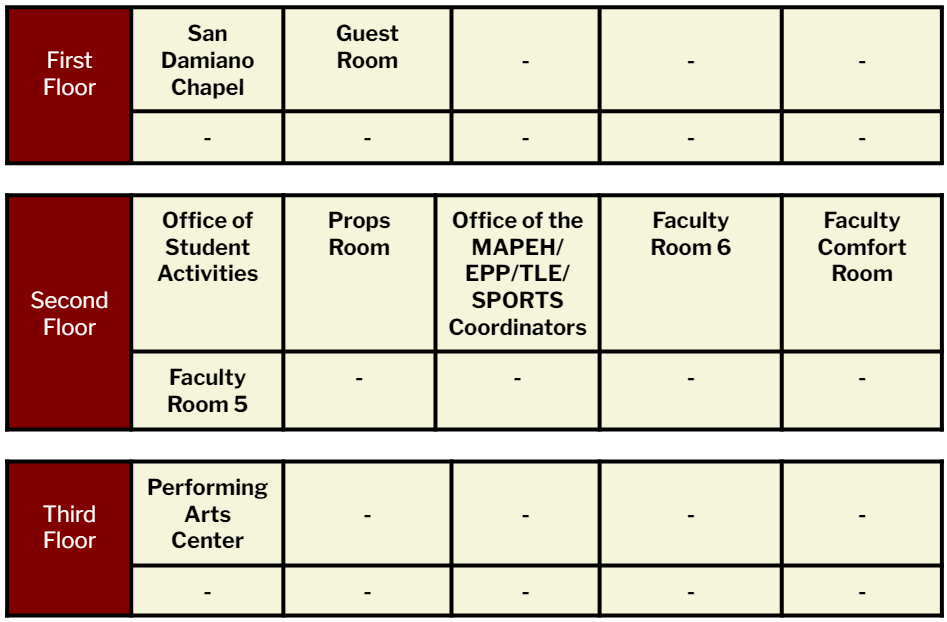 First
Floor
San
Damiano
Chapel
Guest
Room
-
-
-
-
-
-
-
-
Second
Floor
Office of
Student
Activities
Props
Room
Office of the
MAPEH/
EPP/TLE/
SPORTS
Coordinators
Faculty
Room 6
Faculty
Comfort
Room
Faculty
Room 5
-
-
-
-
Third
Floor
Performing
Arts
Center
-
-
-
-
-
-
-
-
-